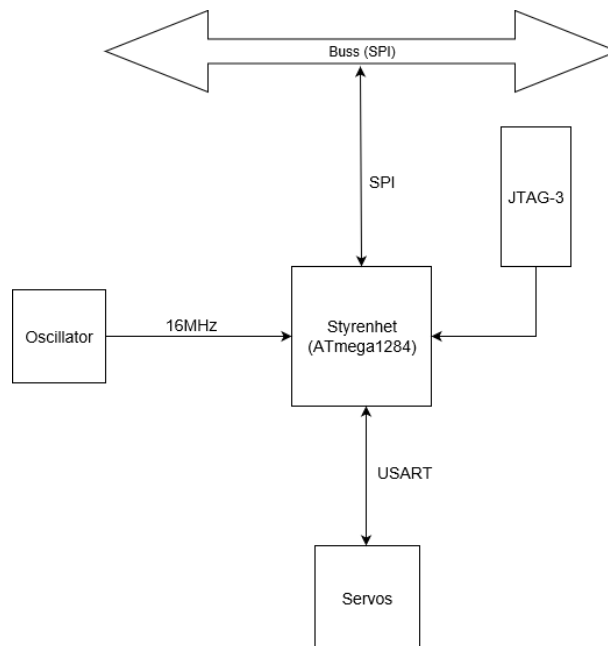 Buss (SPI)
SPI
JTAG-3
Oscillator
16MHz
Styrenhet
(ATmega1284)
USART
Servos